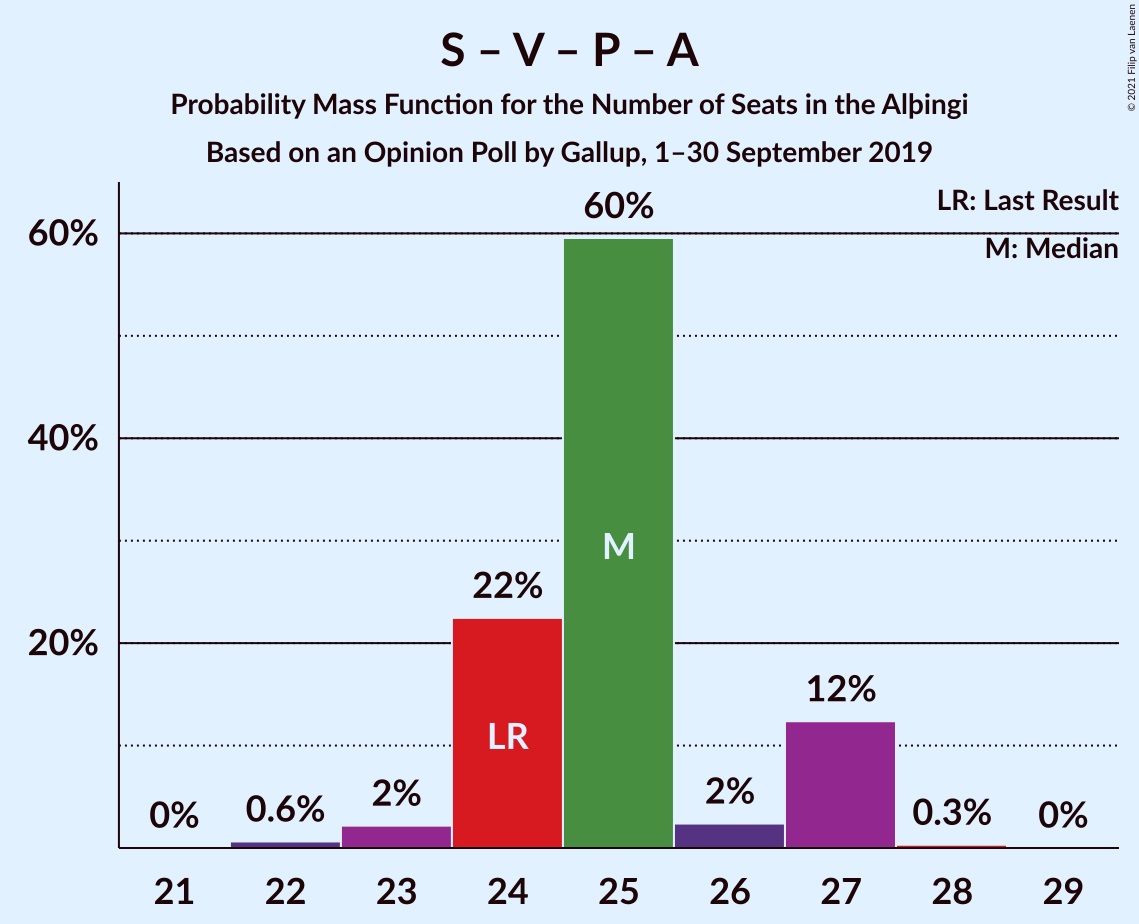 S – V – P – A
Probability Mass Function for the Number of Seats in the Alþingi
Based on an Opinion Poll by Gallup, 1–30 September 2019
© 2021 Filip van Laenen
LR: Last Result
M: Median
60%
40%
20%
0%
0.6%
2%
22%
60%
2%
12%
0.3%
0%
LR
M
21
22
23
24
25
26
27
28
29